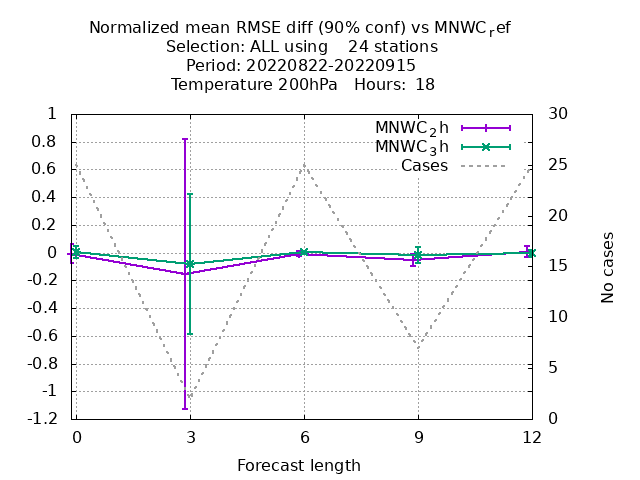 Normalized mean RMSE diff (90% conf) vs MNWC_ref
Selection: ALL using    24 stations
Period: 20220822-20220915
Temperature 200hPa   Hours: 18
MNWC_2h
MNWC_3h
Cases
1
0.8
0.6
0.4
0.2
0
-0.2
-0.4
-0.6
-0.8
-1
-1.2
30
25
20
15
10
5
0
No cases
0 3 6 9 12
Forecast length